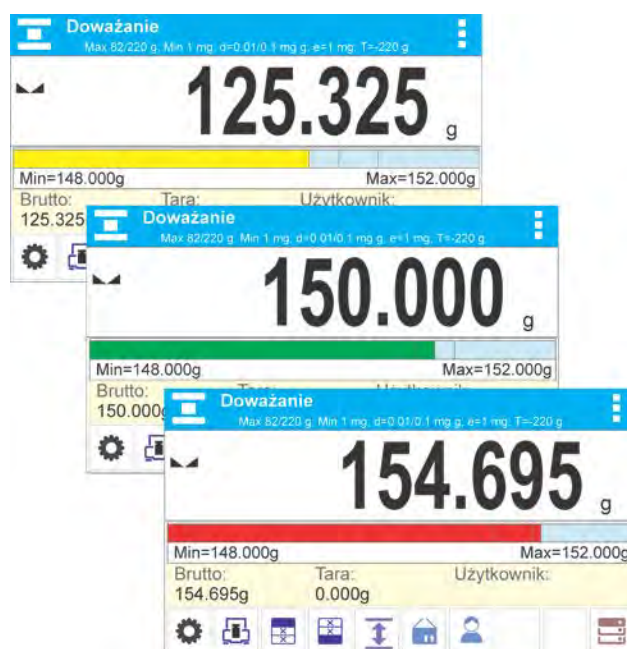 Doważanie
Max 82/220 g. Min 1 mg. d=0.01/0.1 mg g. e=1 mg. T=-220 g
125.325 g
Min=148.000g Max=152.000g
Brutto: Tara: Użytkownik:
125.325
Doważanie
Max 82/220 g. Min 1 mg. d=0.01/0.1 mg g. e=1 mg. T=-220 g
150.000 g
Min=148.000g Max=152.000g
Brutto:
150.000g
Doważanie
Max 82/220 g. Min 1 mg. d=0.01/0.1 mg g. e=1 mg. T=-220 g
154.695 g
Min=148.000g Max=152.000g
Brutto: Tara: Użytkownik:
154.695g 0.000g